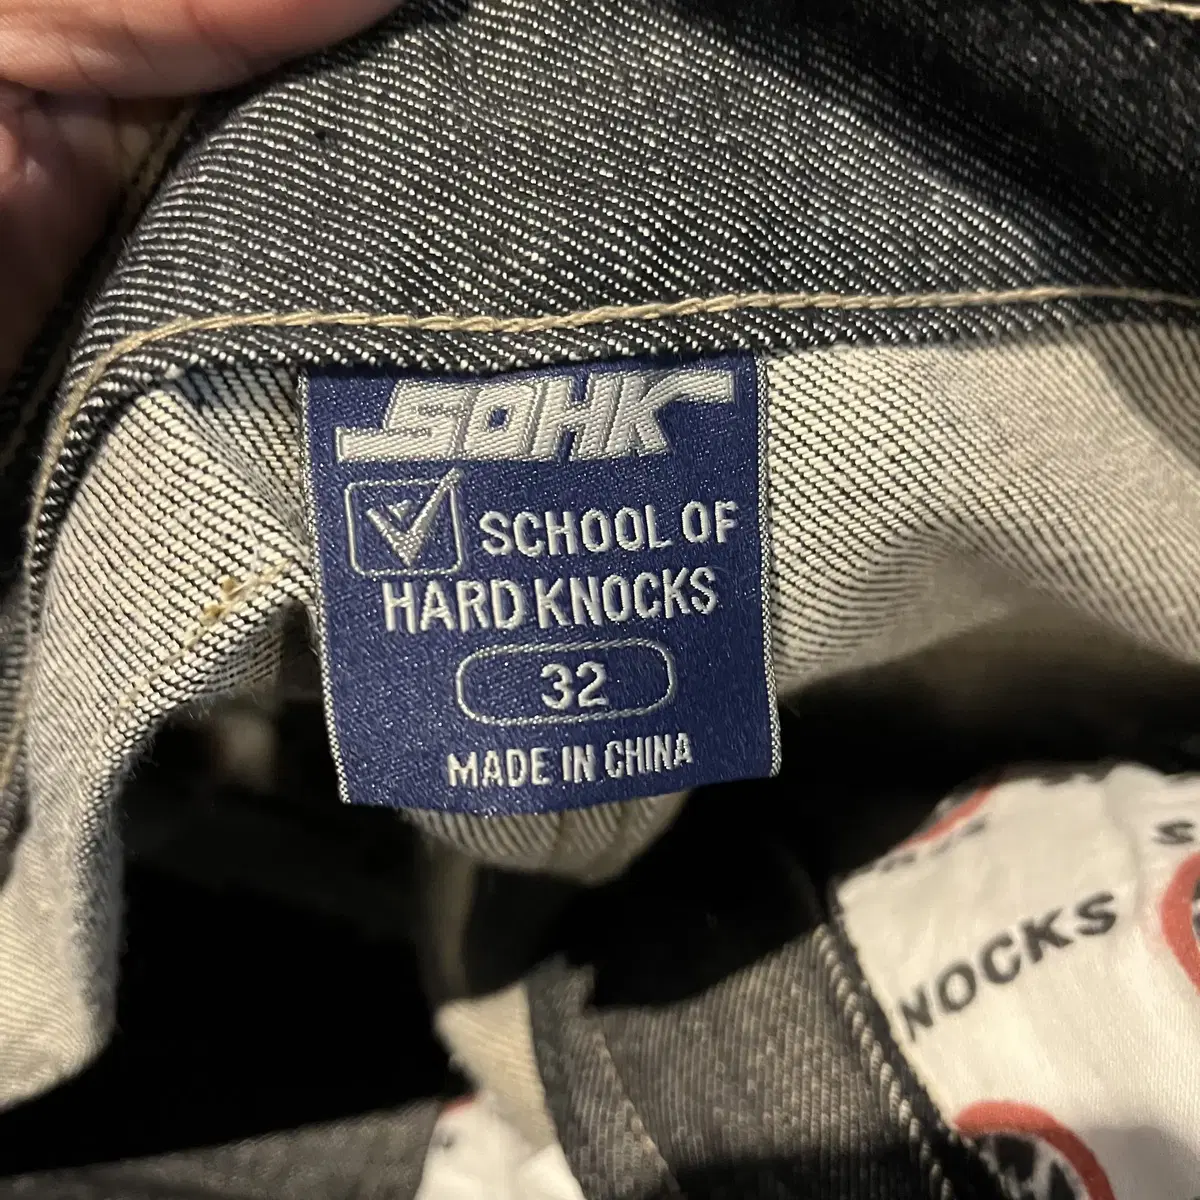 SOHK
SCHOOL OF
HARD KNOCKS
32
MADE IN CHINA
S
NOCKS